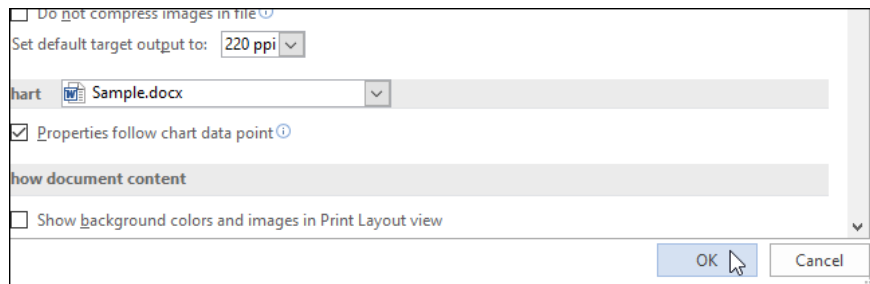 Do not compress images in file
Set default target output to: 220 ppi
hart Sample.docx
Properties follow chart data point
how document content
Show background colors and images in Print Layout view
OK Cancel